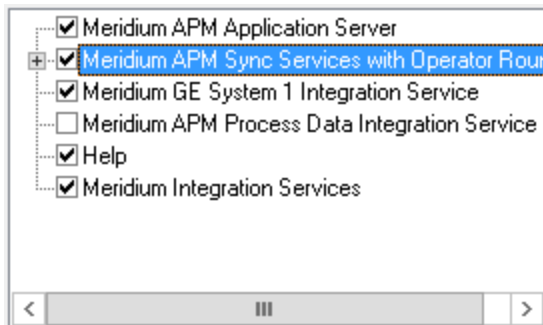 Meridium APM Application Server
Meridium APM Sync Services with Operator
Meridium GE System 1 Integration Service
Meridium APM Process Data Integration Service
Help
Meridium Integration Services